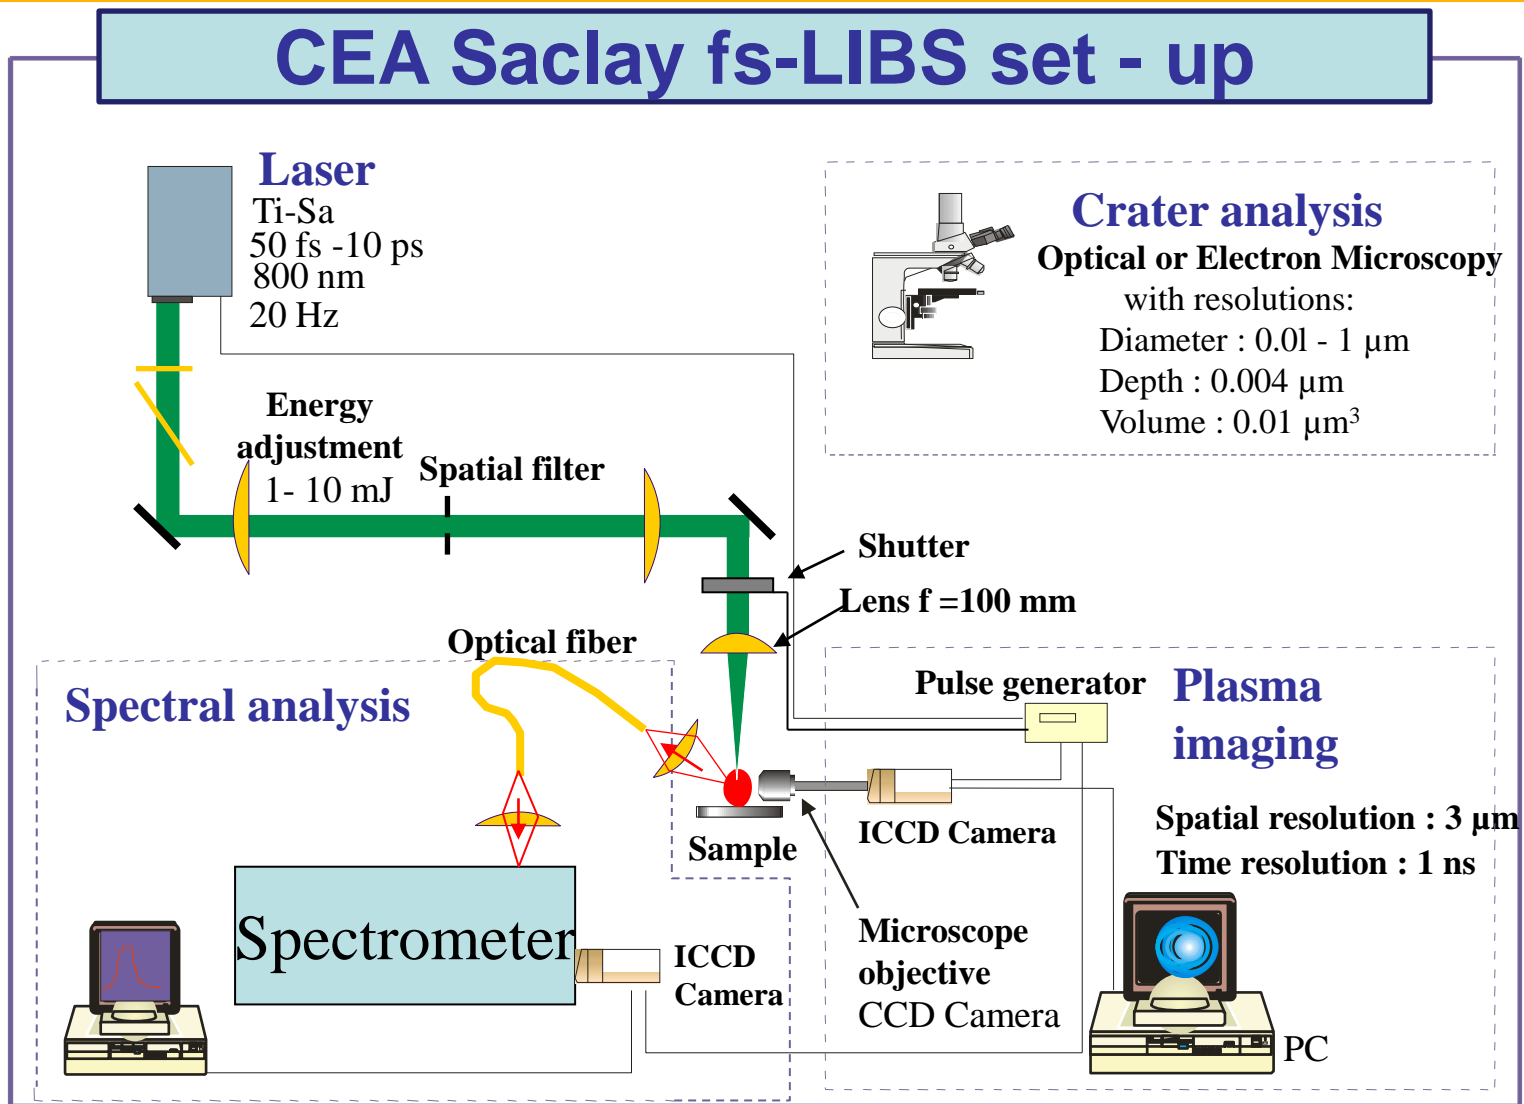 CEA Saclay fs-LIBS set - up
Laser
Ti-Sa
50 fs -10 ps
800 nm
20 Hz
Crater analysis
Optical or Electron Microscopy
with resolutions:
Diameter : 0.0l - 1 µm
Depth : 0.004 µm
Volume : 0.01 µm³
Energy
adjustment
1- 10 mJ
Spatial filter
Shutter
Lens f =100 mm
Optical fiber
Spectral analysis
Pulse generator
Plasma
imaging
Sample
ICCD Camera
Spatial resolution : 3 µm
Time resolution : 1 ns
Spectrometer
ICCD
Camera
Microscope
objective
CCD Camera
PC